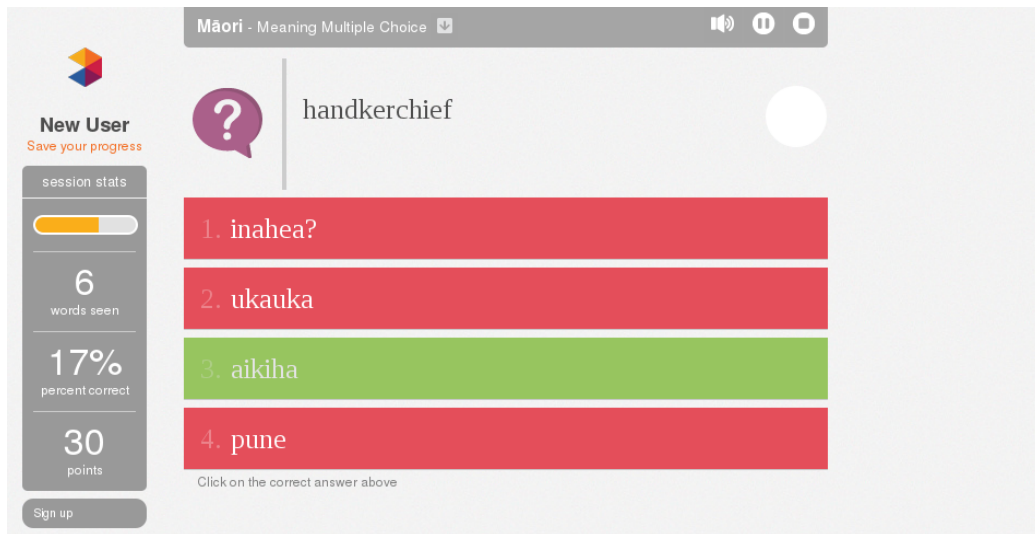 Māori - Meaning Multiple Choice
New User
Save your progress
session stats
6
words seen
17%
percent correct
30
points
Sign up
?
handkerchief
1. inahea?
2. ukauka
3. aikiha
4. pune
Click on the correct answer above